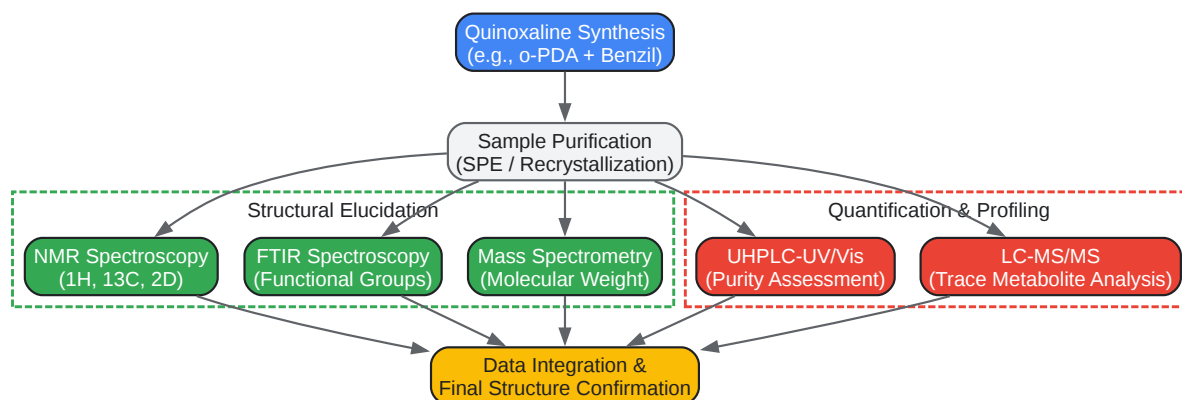 Quinoxaline Synthesis
(e.g., o-PDA + Benzil)
Sample Purification
(SPE / Recrystallization)
Structural Elucidation
Quantification & Profiling
NMR Spectroscopy
(1H, 13C, 2D)
FTIR Spectroscopy
(Functional Groups)
Mass Spectrometry
(Molecular Weight)
UHPLC-UV/Vis
(Purity Assessment)
LC-MS/MS
(Trace Metabolite Analysis)
Data Integration &
Final Structure Confirmation